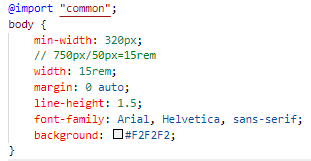 @import "common";
body {
    min-width: 320px;
    // 750px/50px=15rem
    width: 15rem;
    margin: 0 auto;
    line-height: 1.5;
    font-family: Arial, Helvetica, sans-serif;
    background: #F2F2F2;
}